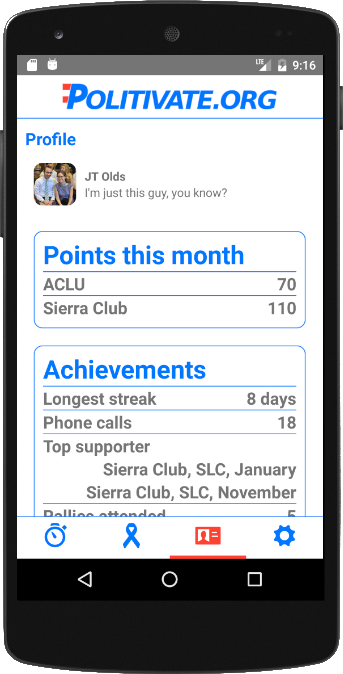 LTE 9:16
POLITIVATE.ORG
Profile
JT Olds
I'm just this guy, you know?
Points this month
ACLU 70
Sierra Club 110
Achievements
Longest streak 8 days
Phone calls 18
Top supporter
Sierra Club, SLC, January
Sierra Club, SLC, November
Rallies attended 5